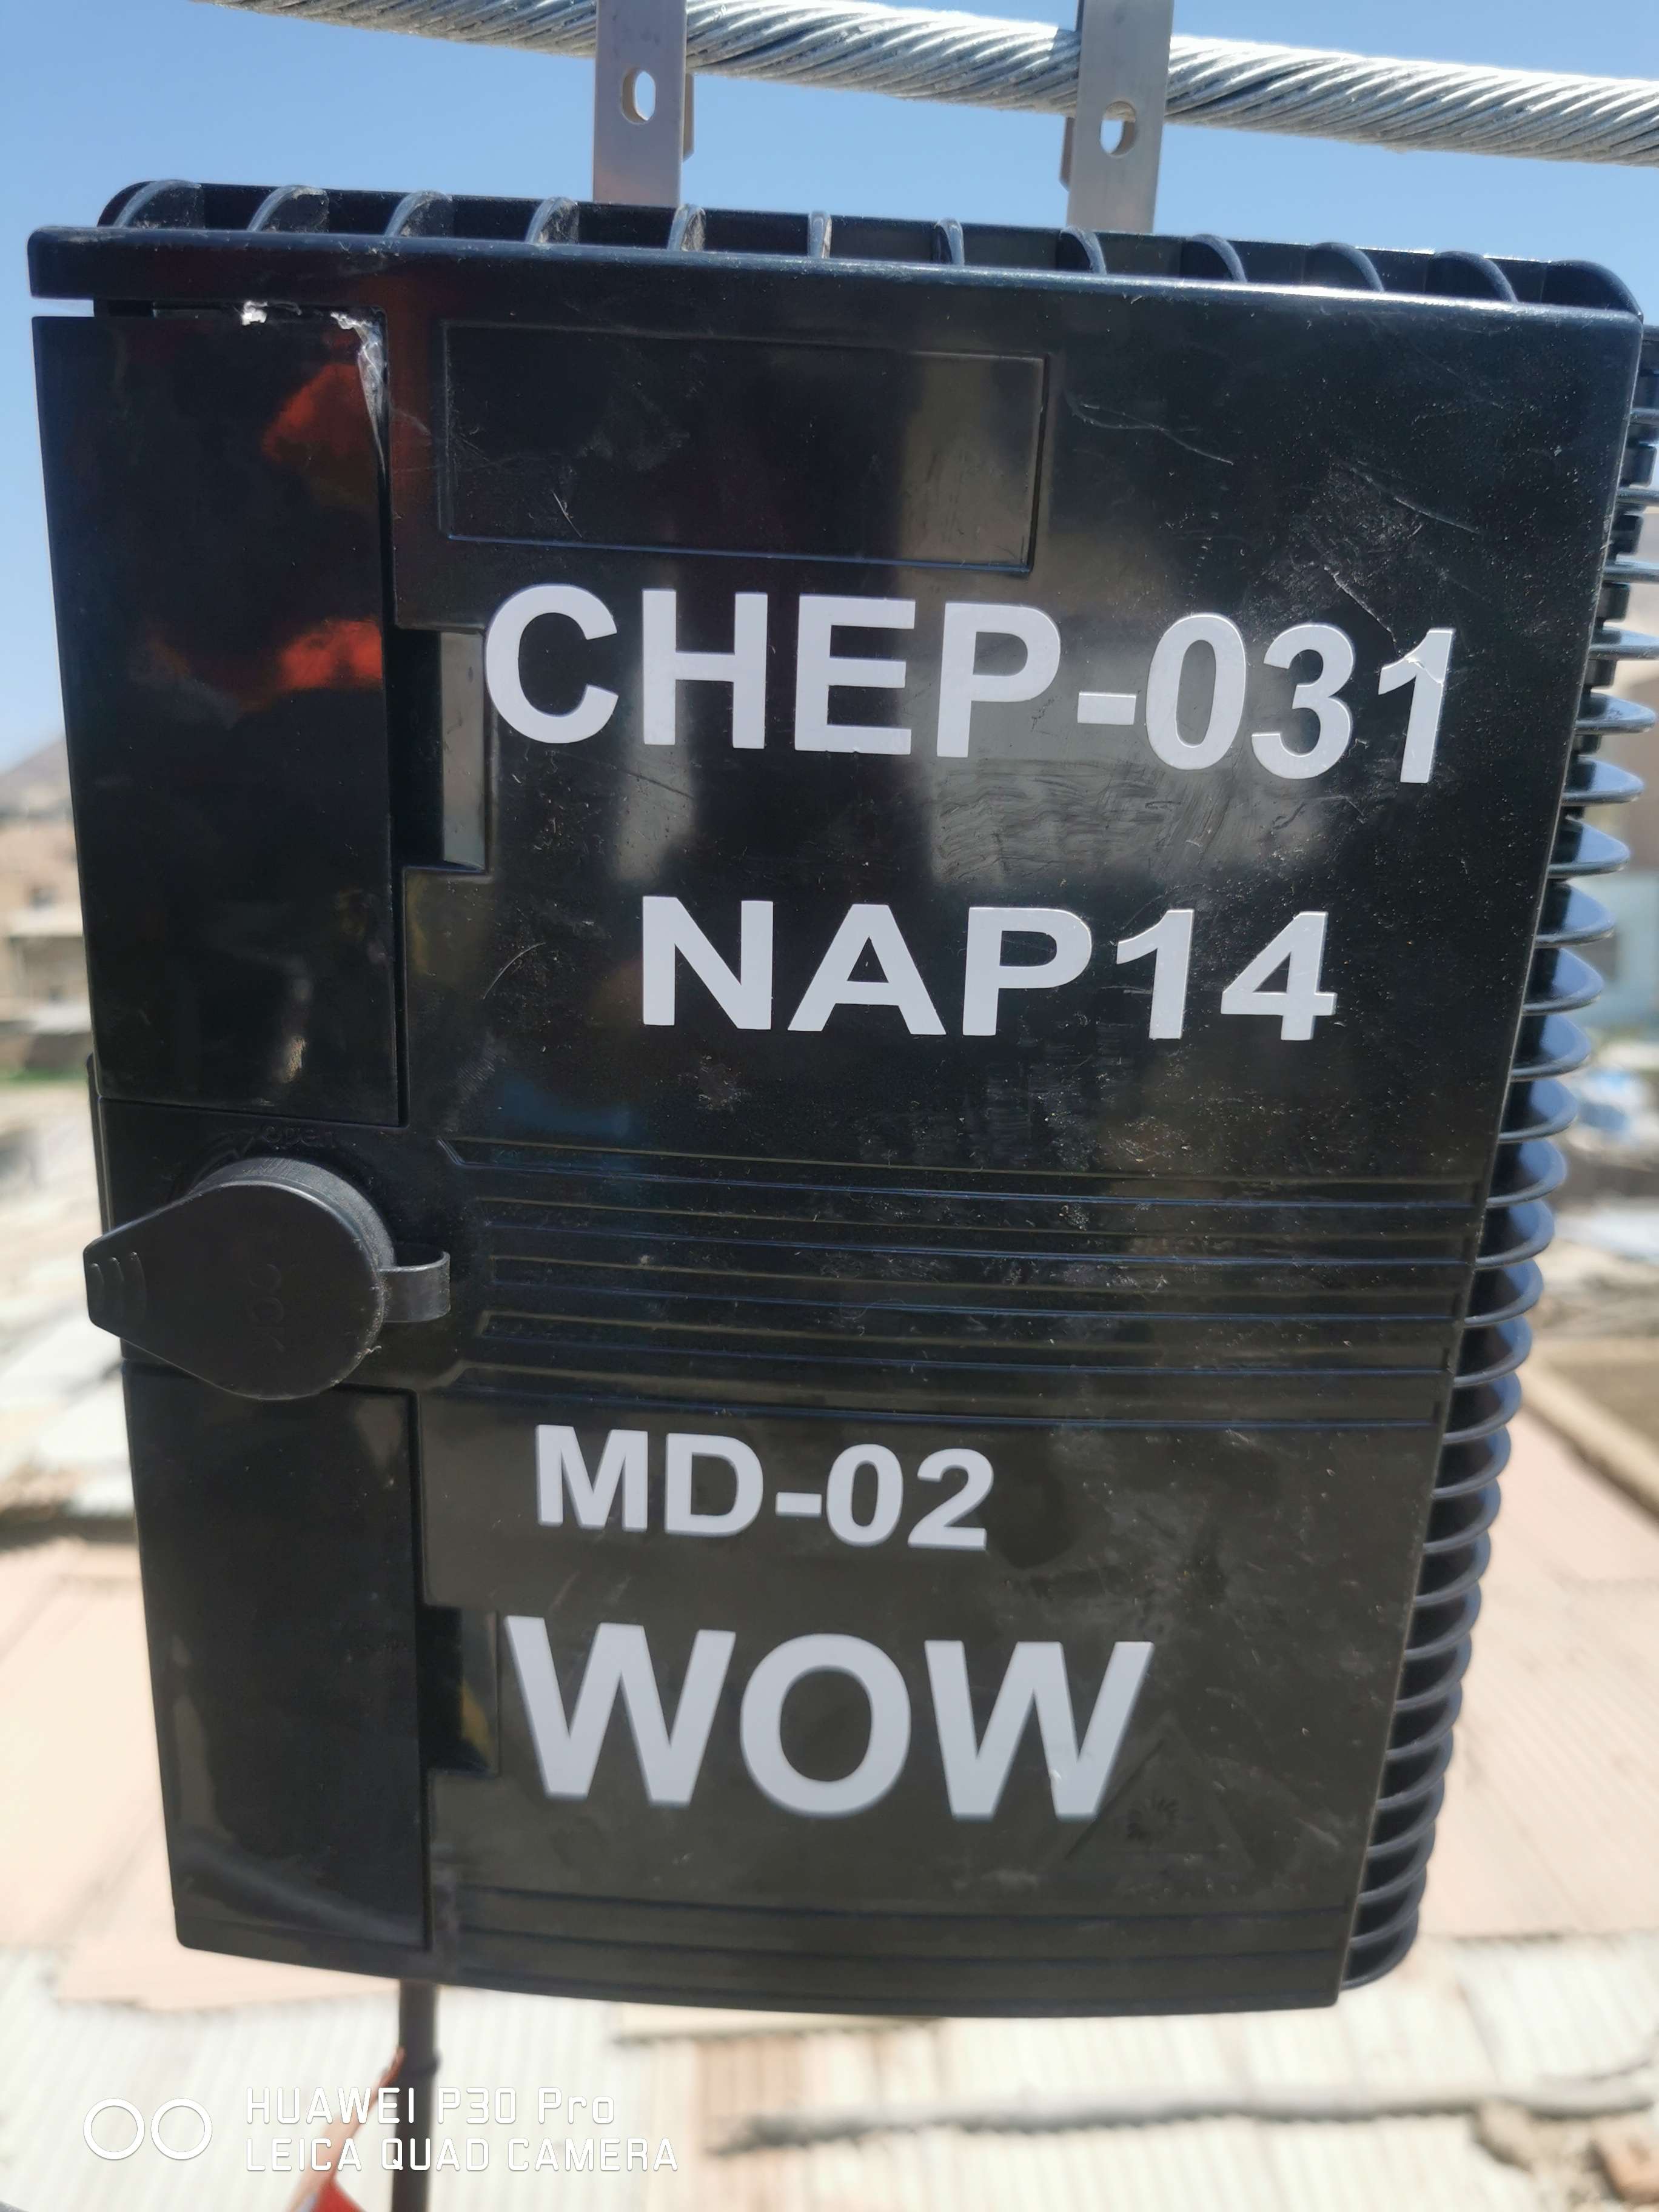 CHEP-031
NAP14
MD-02
WOW
HUAWEI P30 Pro
LEICA QUAD CAMERA